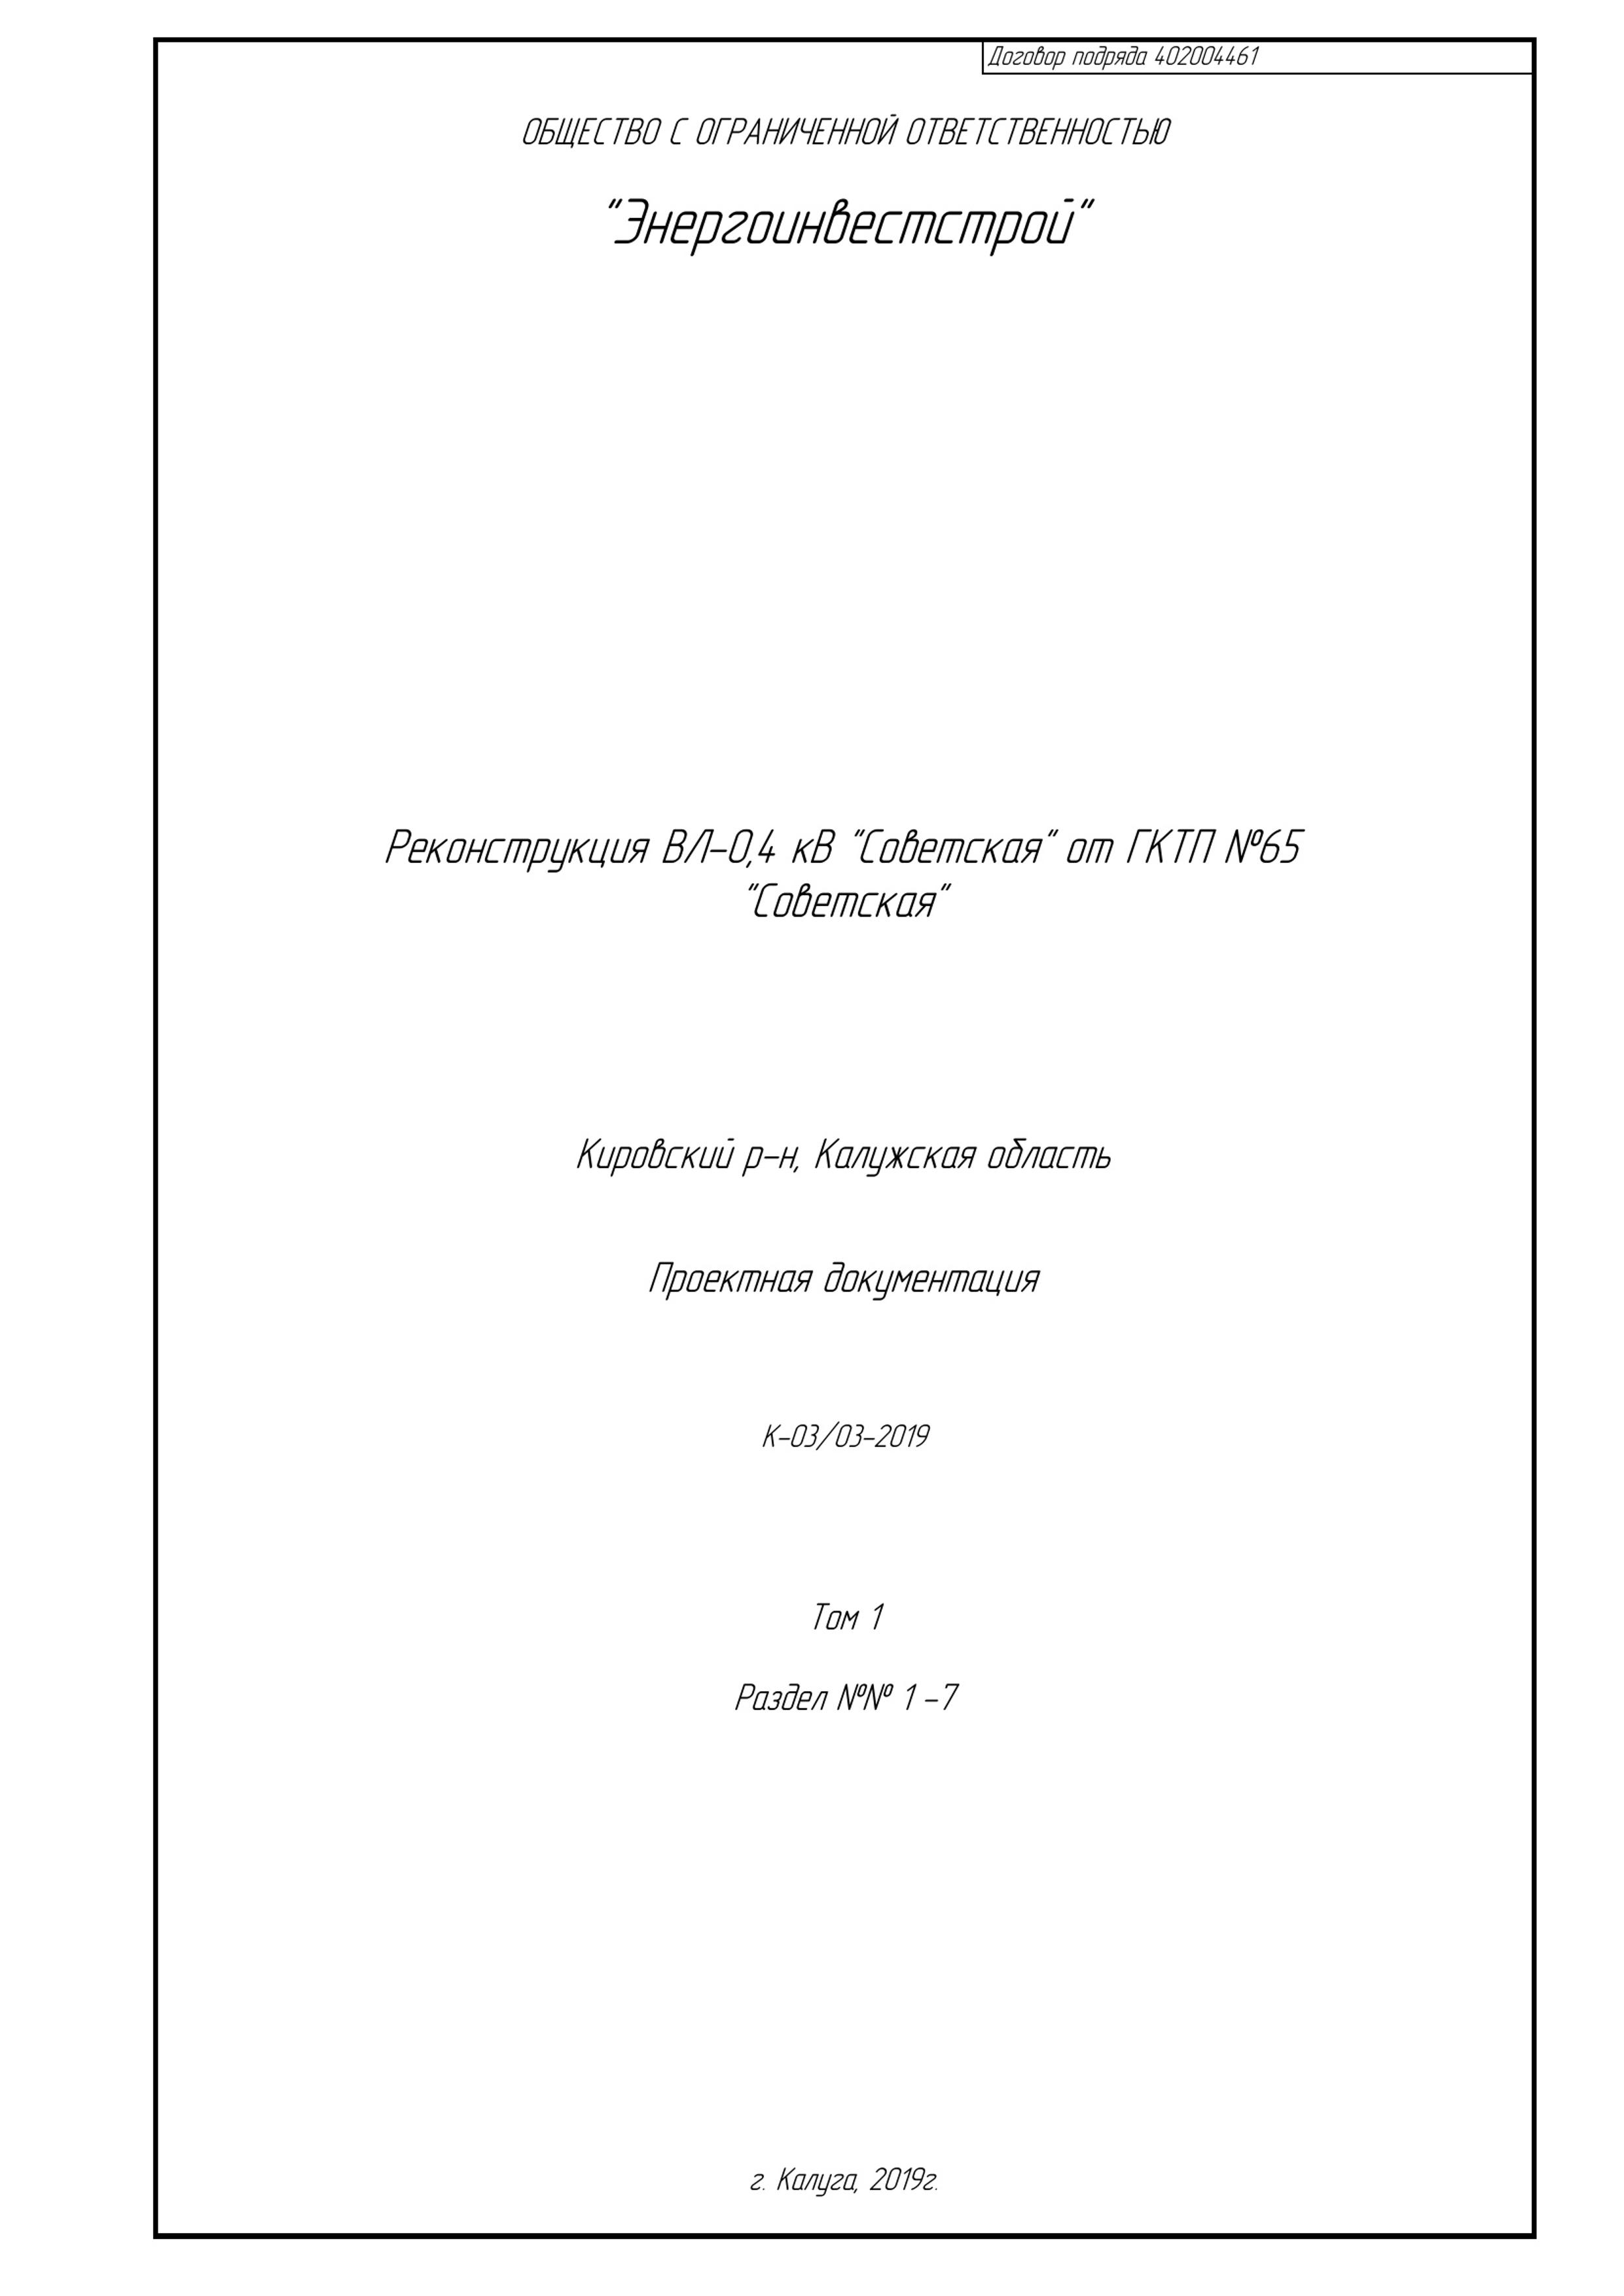 Договор подряда 402004461
ОБЩЕСТВО С ОГРАНИЧЕННОЙ ОТВЕТСТВЕННОСТЬЮ
"Энергоинвестстрой"
Реконструкция ВЛ-0,4 кВ "Советская" от ГКТП №65
"Советская"
Кировский р-н, Калужская область
Проектная документация
К-03/03-2019
Том 1
Раздел №№ 1 -7
г. Калуга, 2019г.